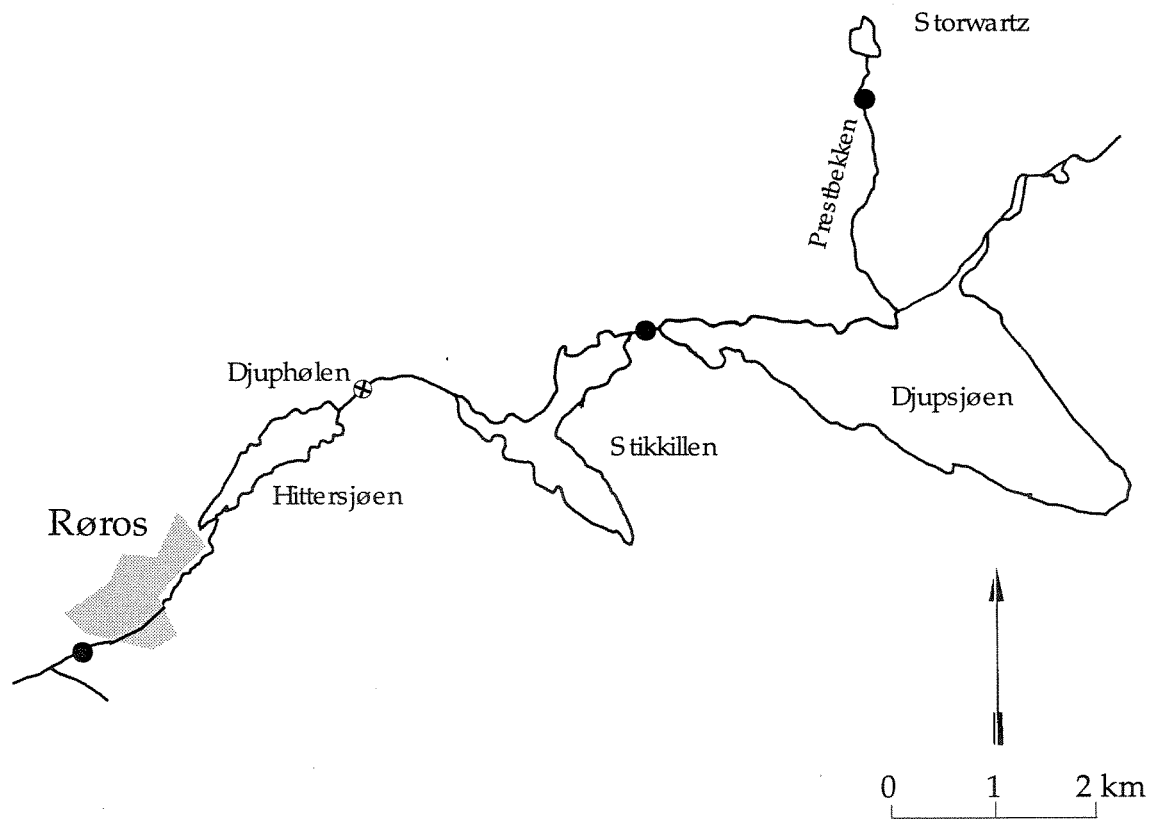 Storwartz
Prestbekken
Djuphølen
Djupsjøen
Stikkillen
Hittersjøen
Røros
0 1 2 km